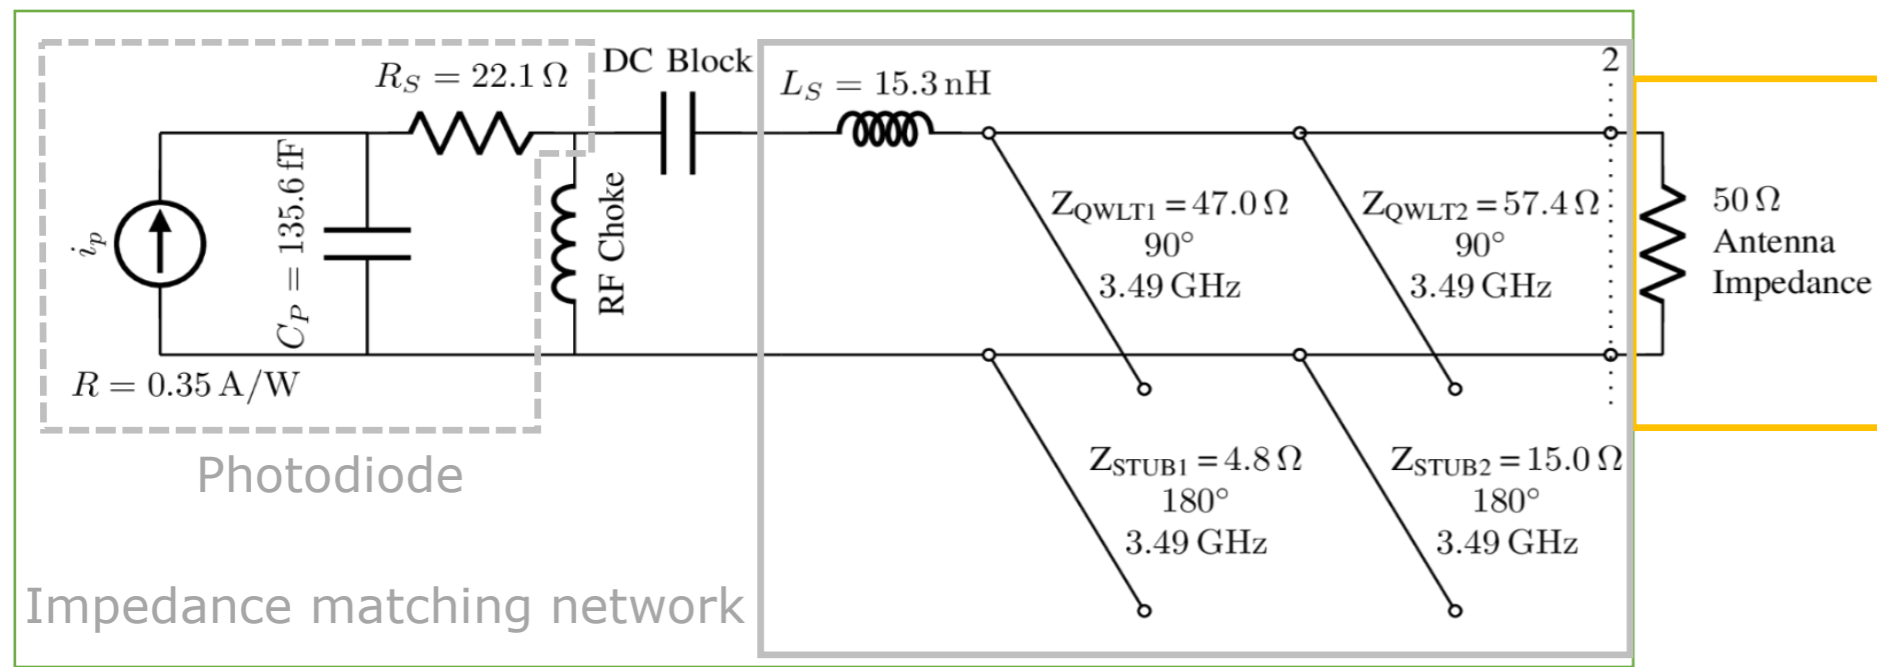 DC Block
2
R_S = 22.1 Ω
L_S = 15.3 nH
i_p
C_P = 135.6 fF
RF Choke
Z_QWLT1 = 47.0 Ω
90°
3.49 GHz
Z_QWLT2 = 57.4 Ω
90°
3.49 GHz
50 Ω
Antenna
Impedance
R = 0.35 A/W
Photodiode
Z_STUB1 = 4.8 Ω
180°
3.49 GHz
Z_STUB2 = 15.0 Ω
180°
3.49 GHz
Impedance matching network